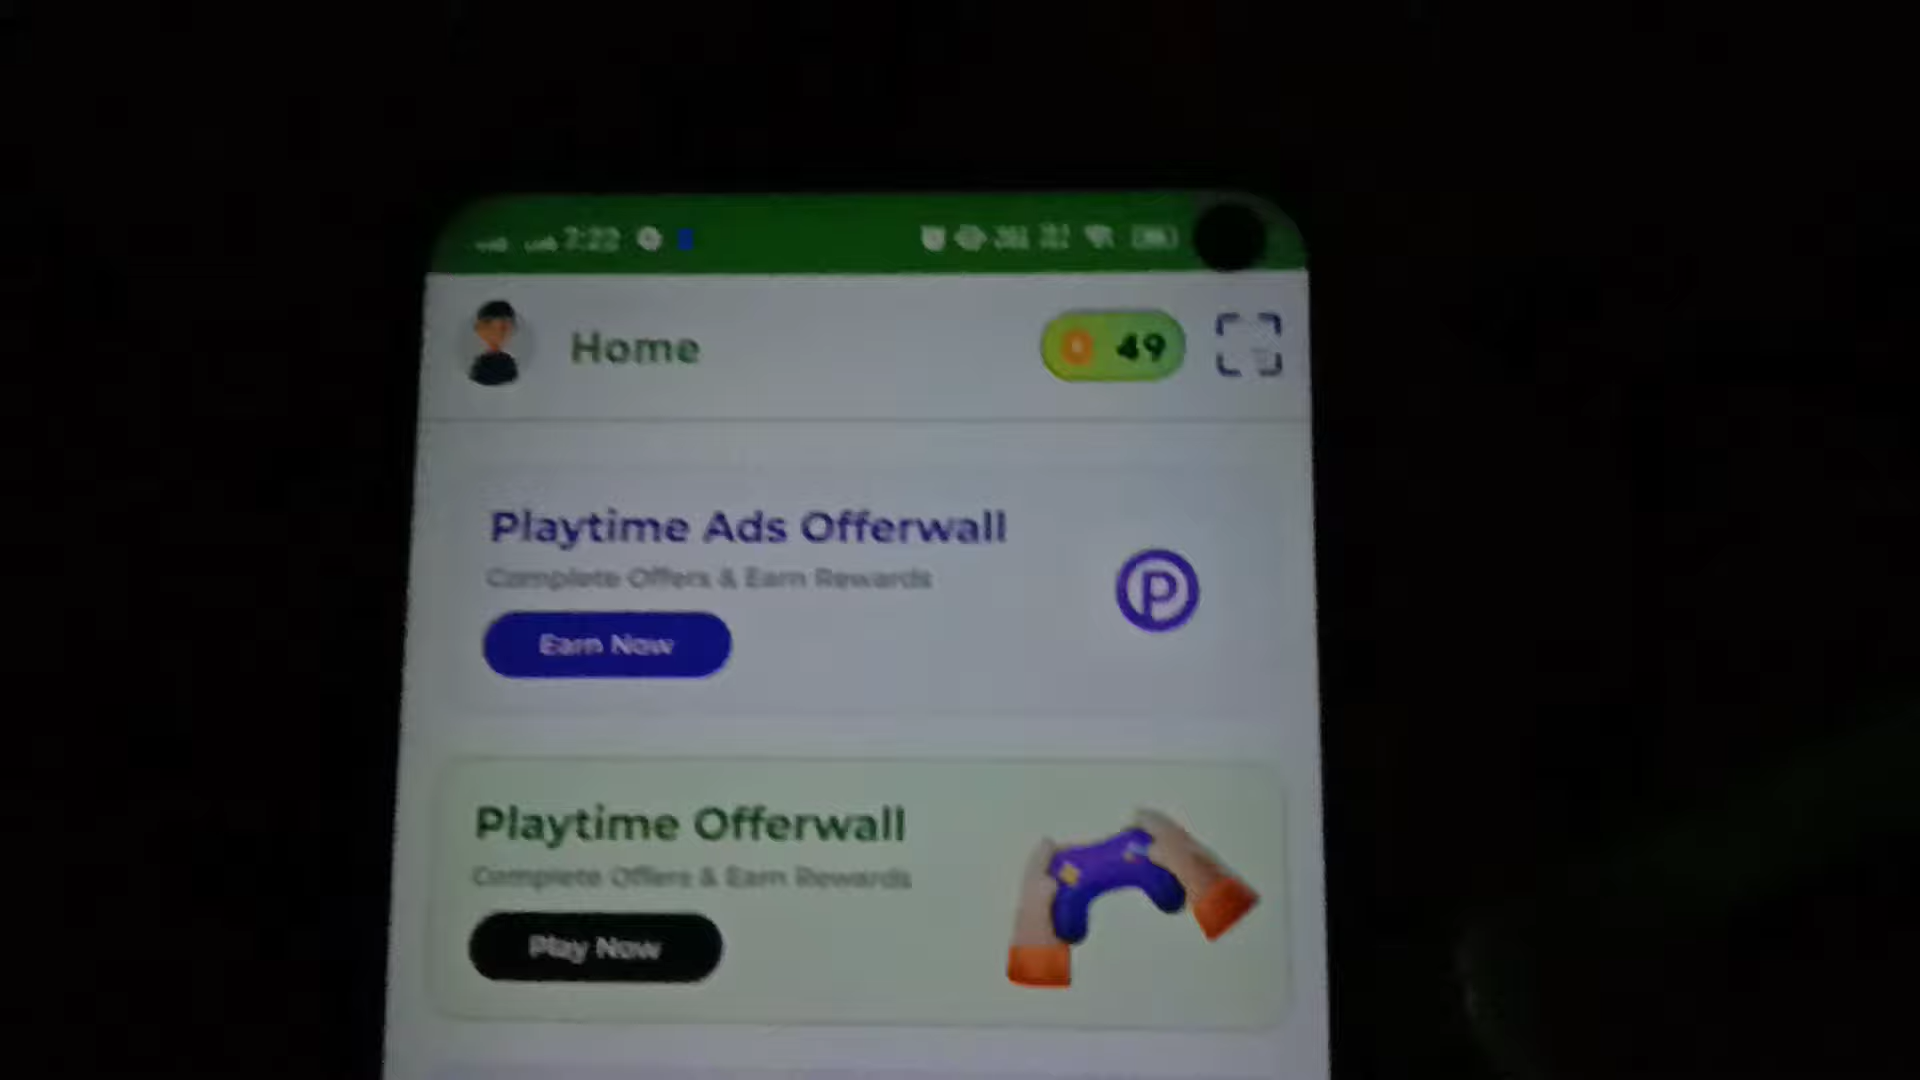 Home
49
Playtime Ads Offerwall
Complete Offers & Earn Rewards
Earn Now
P
Playtime Offerwall
Complete Offers & Earn Rewards
Play Now